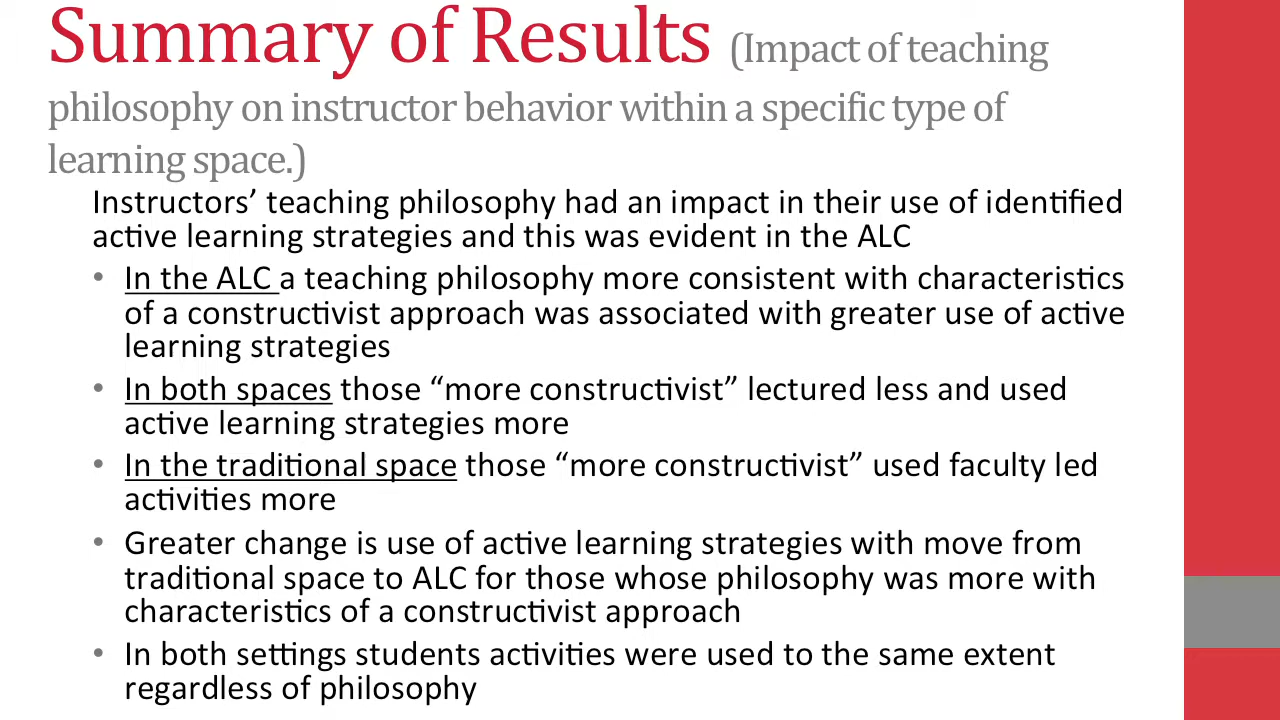 Summary of Results (Impact of teaching
philosophy on instructor behavior within a specific type of
learning space.)
Instructors’ teaching philosophy had an impact in their use of identified
active learning strategies and this was evident in the ALC
• In the ALC a teaching philosophy more consistent with characteristics
of a constructivist approach was associated with greater use of active
learning strategies
• In both spaces those “more constructivist” lectured less and used
active learning strategies more
• In the traditional space those “more constructivist” used faculty led
activities more
• Greater change is use of active learning strategies with move from
traditional space to ALC for those whose philosophy was more with
characteristics of a constructivist approach
• In both settings students activities were used to the same extent
regardless of philosophy